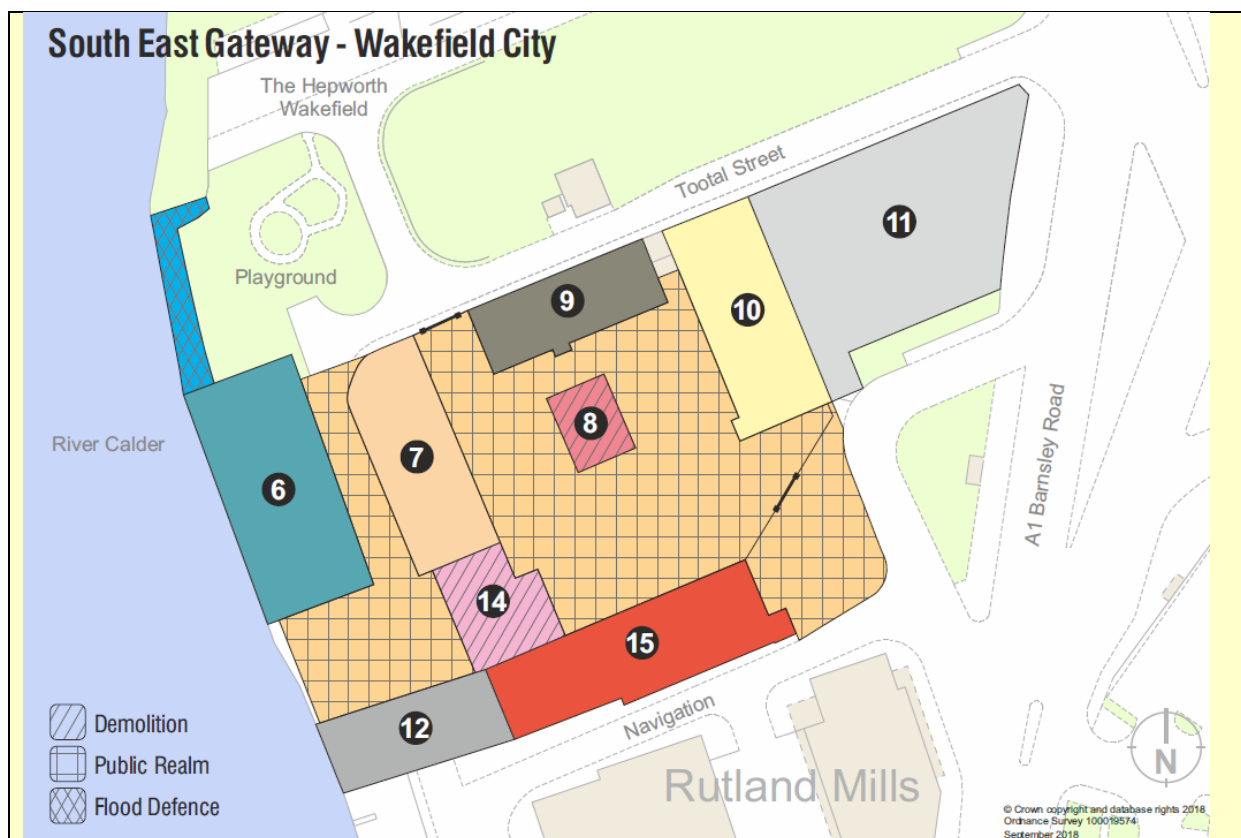 South East Gateway - Wakefield City
The Hepworth
Wakefield
Tootal Street
11
Playground
9
10
8
River Calder
7
A1 Barnsley Road
6
14
15
12
Navigation
Demolition
Public Realm
Flood Defence
Rutland Mills
N
© Crown copyright and database rights 2018
Ordnance Survey 100019574
September 2018